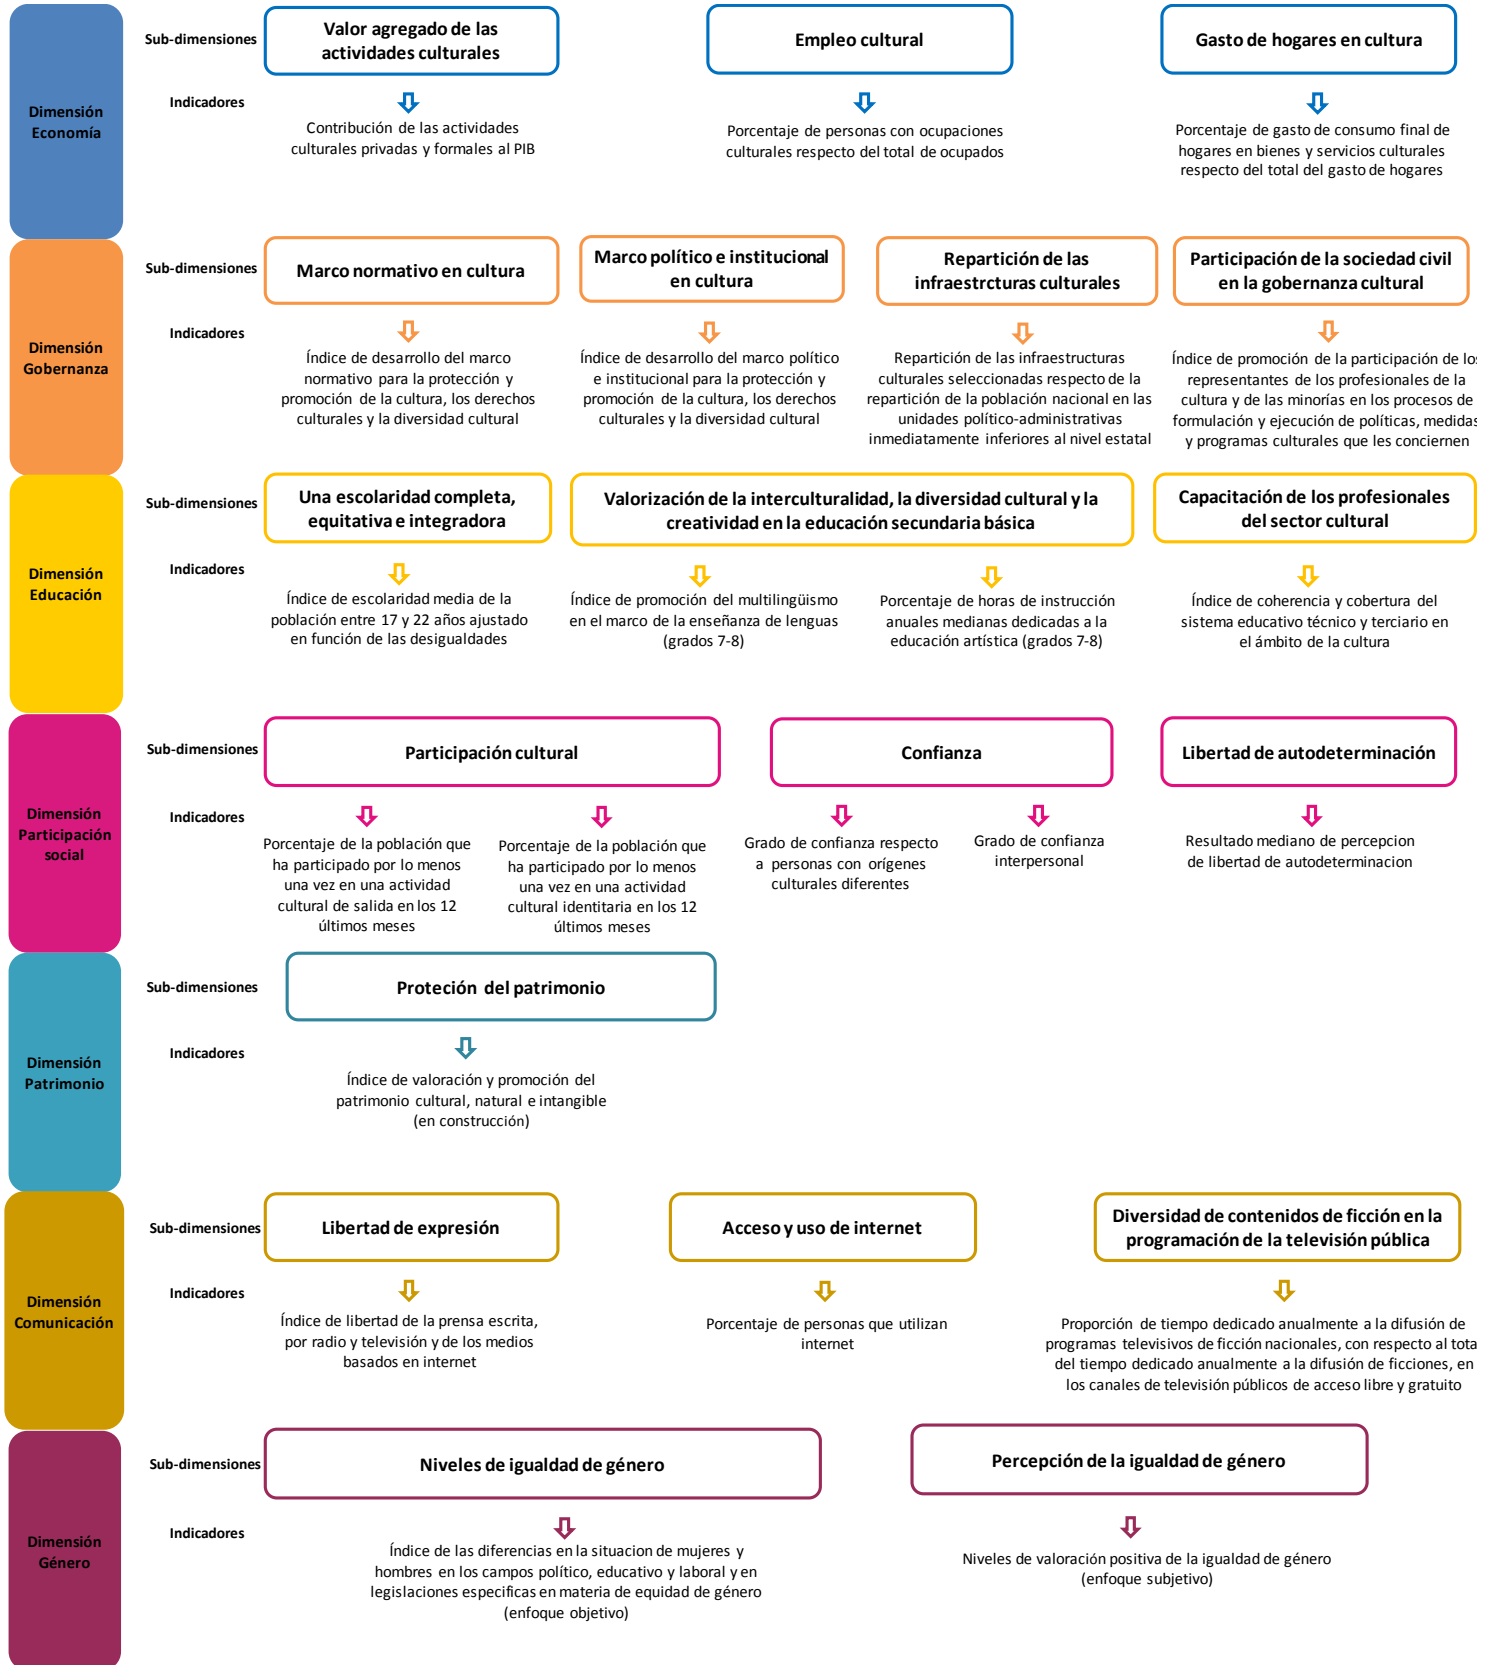 Dimensión
Economía
Sub-dimensiones
Valor agregado de las
actividades culturales
Empleo cultural
Gasto de hogares en cultura
Indicadores
Contribución de las actividades
culturales privadas y formales al PIB
Porcentaje de personas con ocupaciones
culturales respecto del total de ocupados
Porcentaje de gasto de consumo final de
hogares en bienes y servicios culturales
respecto del total del gasto de hogares
Dimensión
Gobernanza
Sub-dimensiones
Marco normativo en cultura
Marco político e institucional
en cultura
Repartición de las
infraestrcturas culturales
Participación de la sociedad civil
en la gobernanza cultural
Indicadores
Índice de desarrollo del marco
normativo para la protección y
promoción de la cultura, los derechos
culturales y la diversidad cultural
Índice de desarrollo del marco político
e institucional para la protección y
promoción de la cultura, los derechos
culturales y la diversidad cultural
Repartición de las infraestructuras
culturales seleccionadas respecto de la
repartición de la población nacional en las
unidades político-administrativas
inmediatamente inferiores al nivel estatal
Índice de promoción de la participación de los
representantes de los profesionales de la
cultura y de las minorías en los procesos de
formulación y ejecución de políticas, medidas
y programas culturales que les conciernen
Dimensión
Educación
Sub-dimensiones
Una escolaridad completa,
equitativa e integradora
Valorización de la interculturalidad, la diversidad cultural y la
creatividad en la educación secundaria básica
Capacitación de los profesionales
del sector cultural
Indicadores
Índice de escolaridad media de la
población entre 17 y 22 años ajustado
en función de las desigualdades
Índice de promoción del multilingüismo
en el marco de la enseñanza de lenguas
(grados 7-8)
Porcentaje de horas de instrucción
anuales medianas dedicadas a la
educación artística (grados 7-8)
Índice de coherencia y cobertura del
sistema educativo técnico y terciario en
el ámbito de la cultura
Dimensión
Participación
social
Sub-dimensiones
Participación cultural
Confianza
Libertad de autodeterminación
Indicadores
Porcentaje de la población que
ha participado por lo menos
una vez en una actividad
cultural de salida en los 12
últimos meses
Porcentaje de la población que
ha participado por lo menos
una vez en una actividad
cultural identitaria en los 12
últimos meses
Grado de confianza respecto
a personas con orígenes
culturales diferentes
Grado de confianza
interpersonal
Resultado mediano de percepcion
de libertad de autodeterminacion
Dimensión
Patrimonio
Sub-dimensiones
Proteción del patrimonio
Indicadores
Índice de valoración y promoción del
patrimonio cultural, natural e intangible
(en construcción)
Dimensión
Comunicación
Sub-dimensiones
Libertad de expresión
Acceso y uso de internet
Diversidad de contenidos de ficción en la
programación de la televisión pública
Indicadores
Índice de libertad de la prensa escrita,
por radio y televisión y de los medios
basados en internet
Porcentaje de personas que utilizan
internet
Proporción de tiempo dedicado anualmente a la difusión de
programas televisivos de ficción nacionales, con respecto al tota
del tiempo dedicado anualmente a la difusión de ficciones, en
los canales de televisión públicos de acceso libre y gratuito
Dimensión
Género
Sub-dimensiones
Niveles de igualdad de género
Percepción de la igualdad de género
Indicadores
Índice de las diferencias en la situacion de mujeres y
hombres en los campos político, educativo y laboral y en
legislaciones especificas en materia de equidad de género
(enfoque objetivo)
Niveles de valoración positiva de la igualdad de género
(enfoque subjetivo)